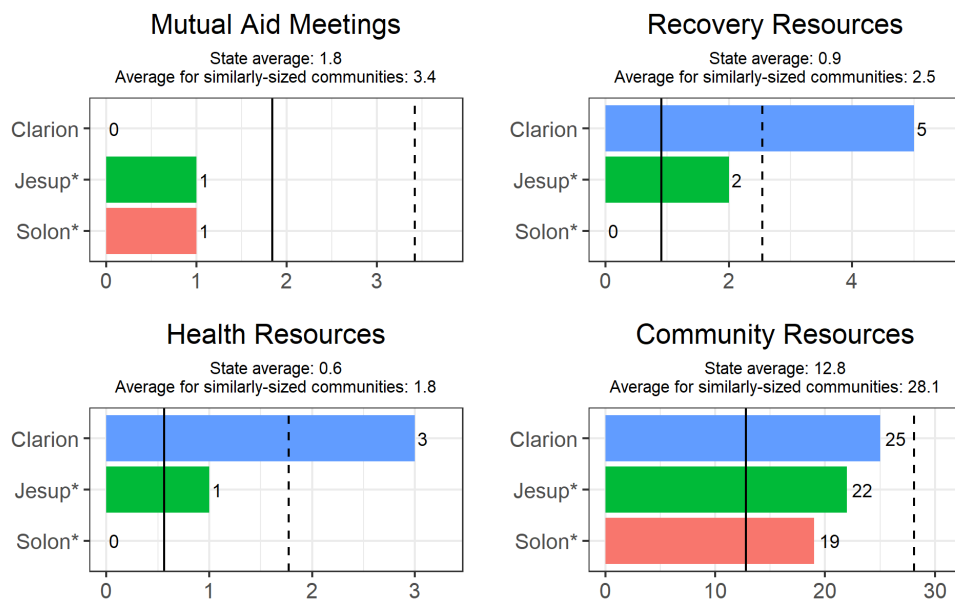 Mutual Aid Meetings
State average: 1.8
Average for similarly-sized communities: 3.4
Clarion
0
Jesup*
1
Solon*
1
0 1 2 3
Recovery Resources
State average: 0.9
Average for similarly-sized communities: 2.5
Clarion
5
Jesup*
2
Solon*
0
0 2 4
Health Resources
State average: 0.6
Average for similarly-sized communities: 1.8
Clarion
3
Jesup*
1
Solon*
0
0 1 2 3
Community Resources
State average: 12.8
Average for similarly-sized communities: 28.1
Clarion
25
Jesup*
22
Solon*
19
0 10 20 30